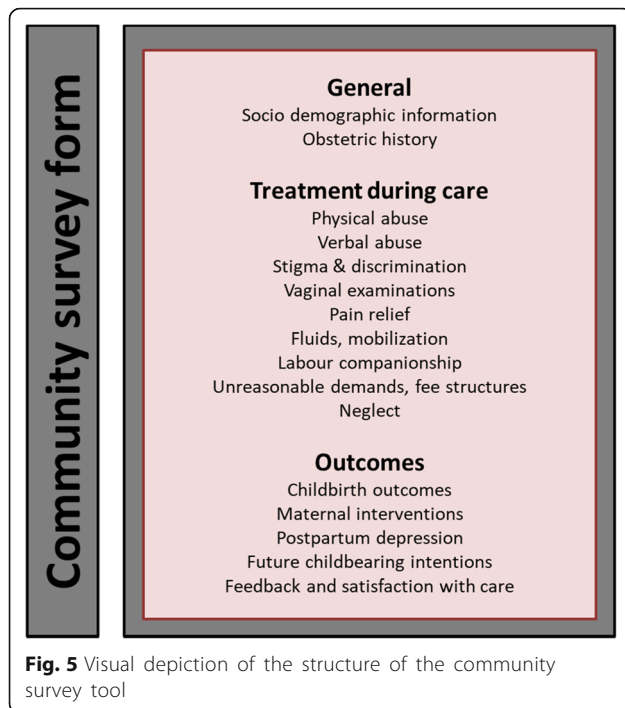 Community survey form
General
Socio demographic information
Obstetric history
Treatment during care
Physical abuse
Verbal abuse
Stigma & discrimination
Vaginal examinations
Pain relief
Fluids, mobilization
Labour companionship
Unreasonable demands, fee structures
Neglect
Outcomes
Childbirth outcomes
Maternal interventions
Postpartum depression
Future childbearing intentions
Feedback and satisfaction with care
Fig. 5 Visual depiction of the structure of the community
survey tool